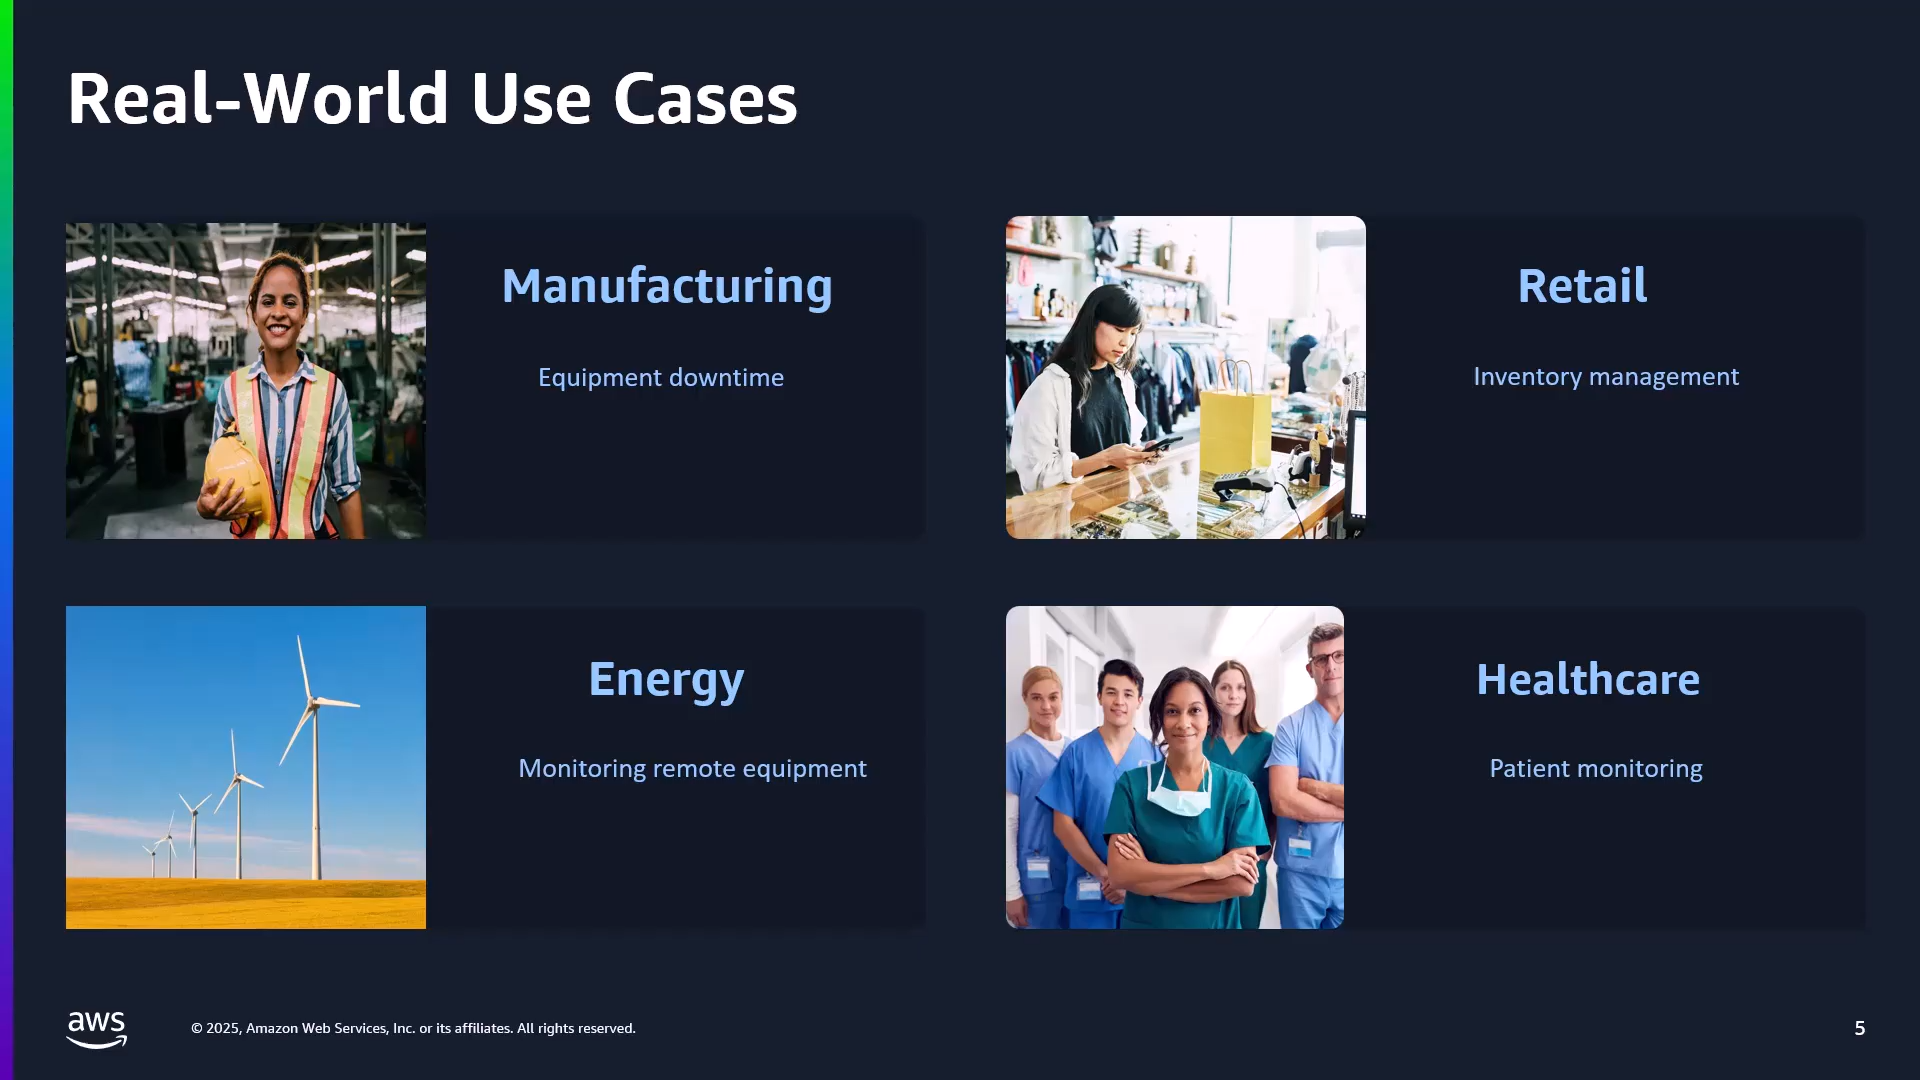 Real-World Use Cases
Manufacturing
Equipment downtime
Retail
Inventory management
Energy
Monitoring remote equipment
Healthcare
Patient monitoring
aws
© 2025, Amazon Web Services, Inc. or its affiliates. All rights reserved.
5